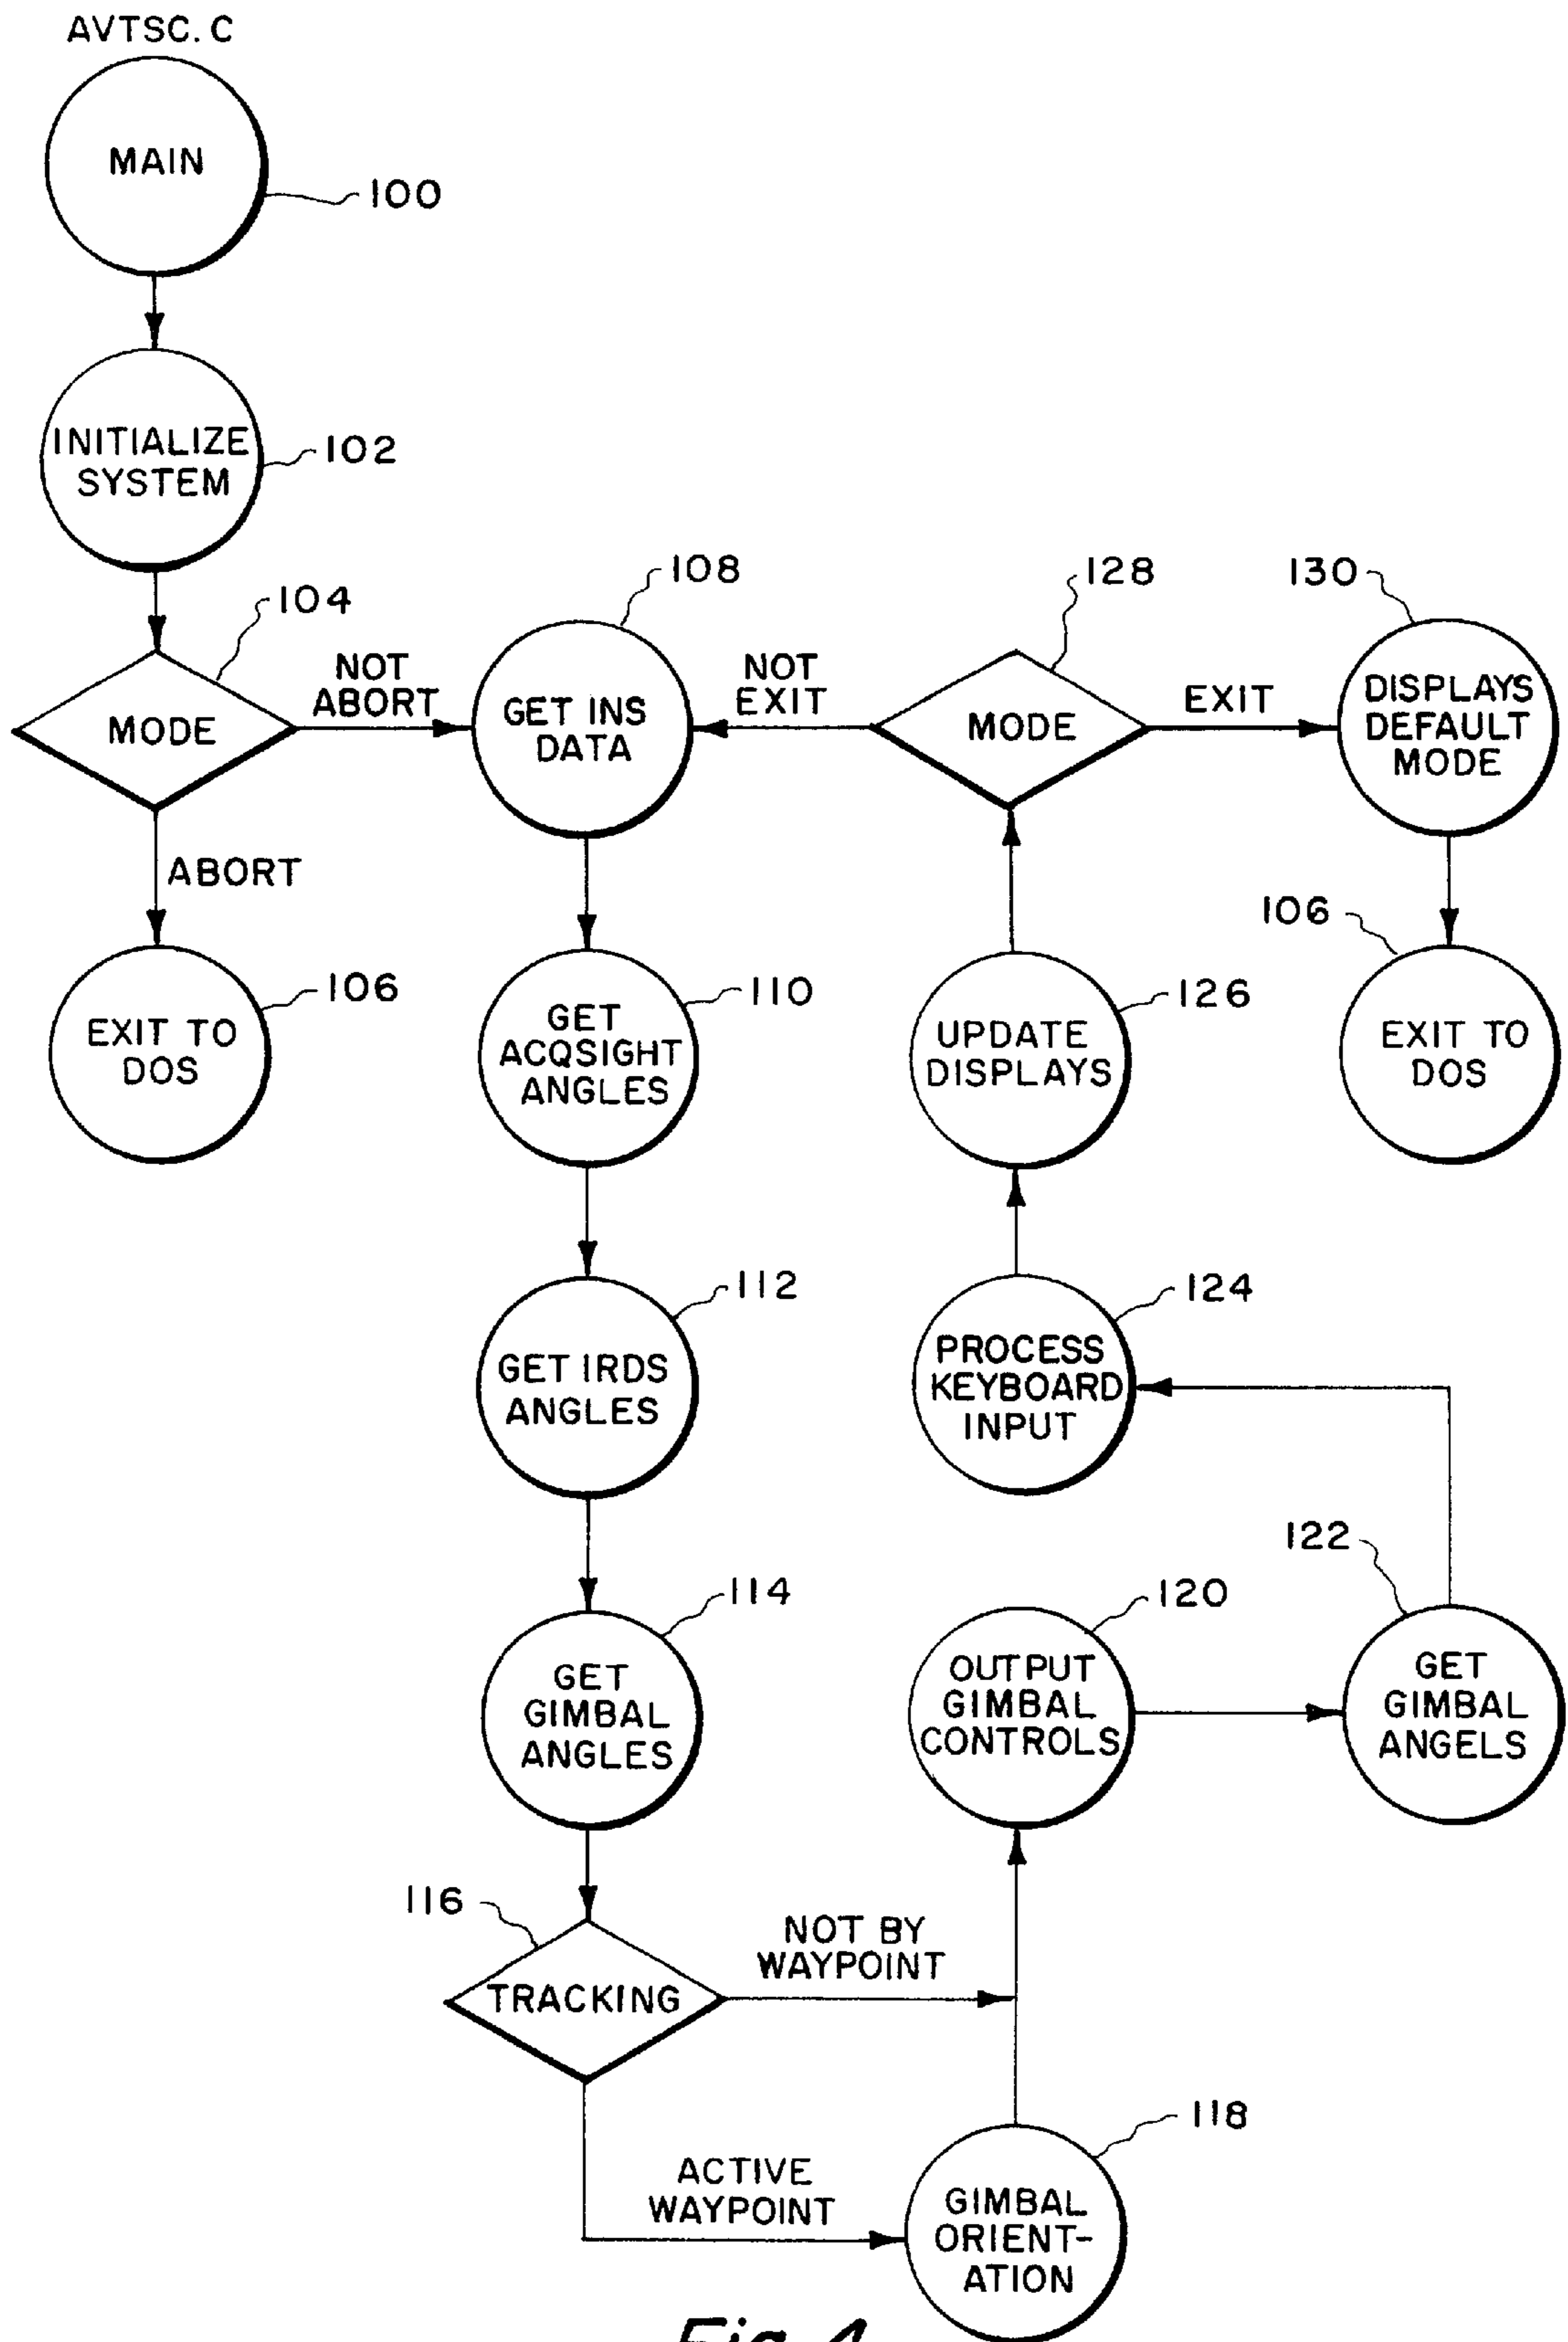 AVTSC. C
MAIN
100
INITIALIZE
SYSTEM
102
104
MODE
NOT
ABORT
ABORT
106
EXIT TO
DOS
108
GET INS
DATA
NOT
EXIT
128
MODE
EXIT
130
DISPLAYS
DEFAULT
MODE
106
EXIT TO
DOS
110
GET
ACQSIGHT
ANGLES
126
UPDATE
DISPLAYS
112
GET IRDS
ANGLES
124
PROCESS
KEYBOARD
INPUT
114
GET
GIMBAL
ANGLES
120
OUTPUT
GIMBAL
CONTROLS
122
GET
GIMBAL
ANGELS
116
TRACKING
NOT BY
WAYPOINT
ACTIVE
WAYPOINT
118
GIMBAL
ORIENT-
ATION
Fig. 4